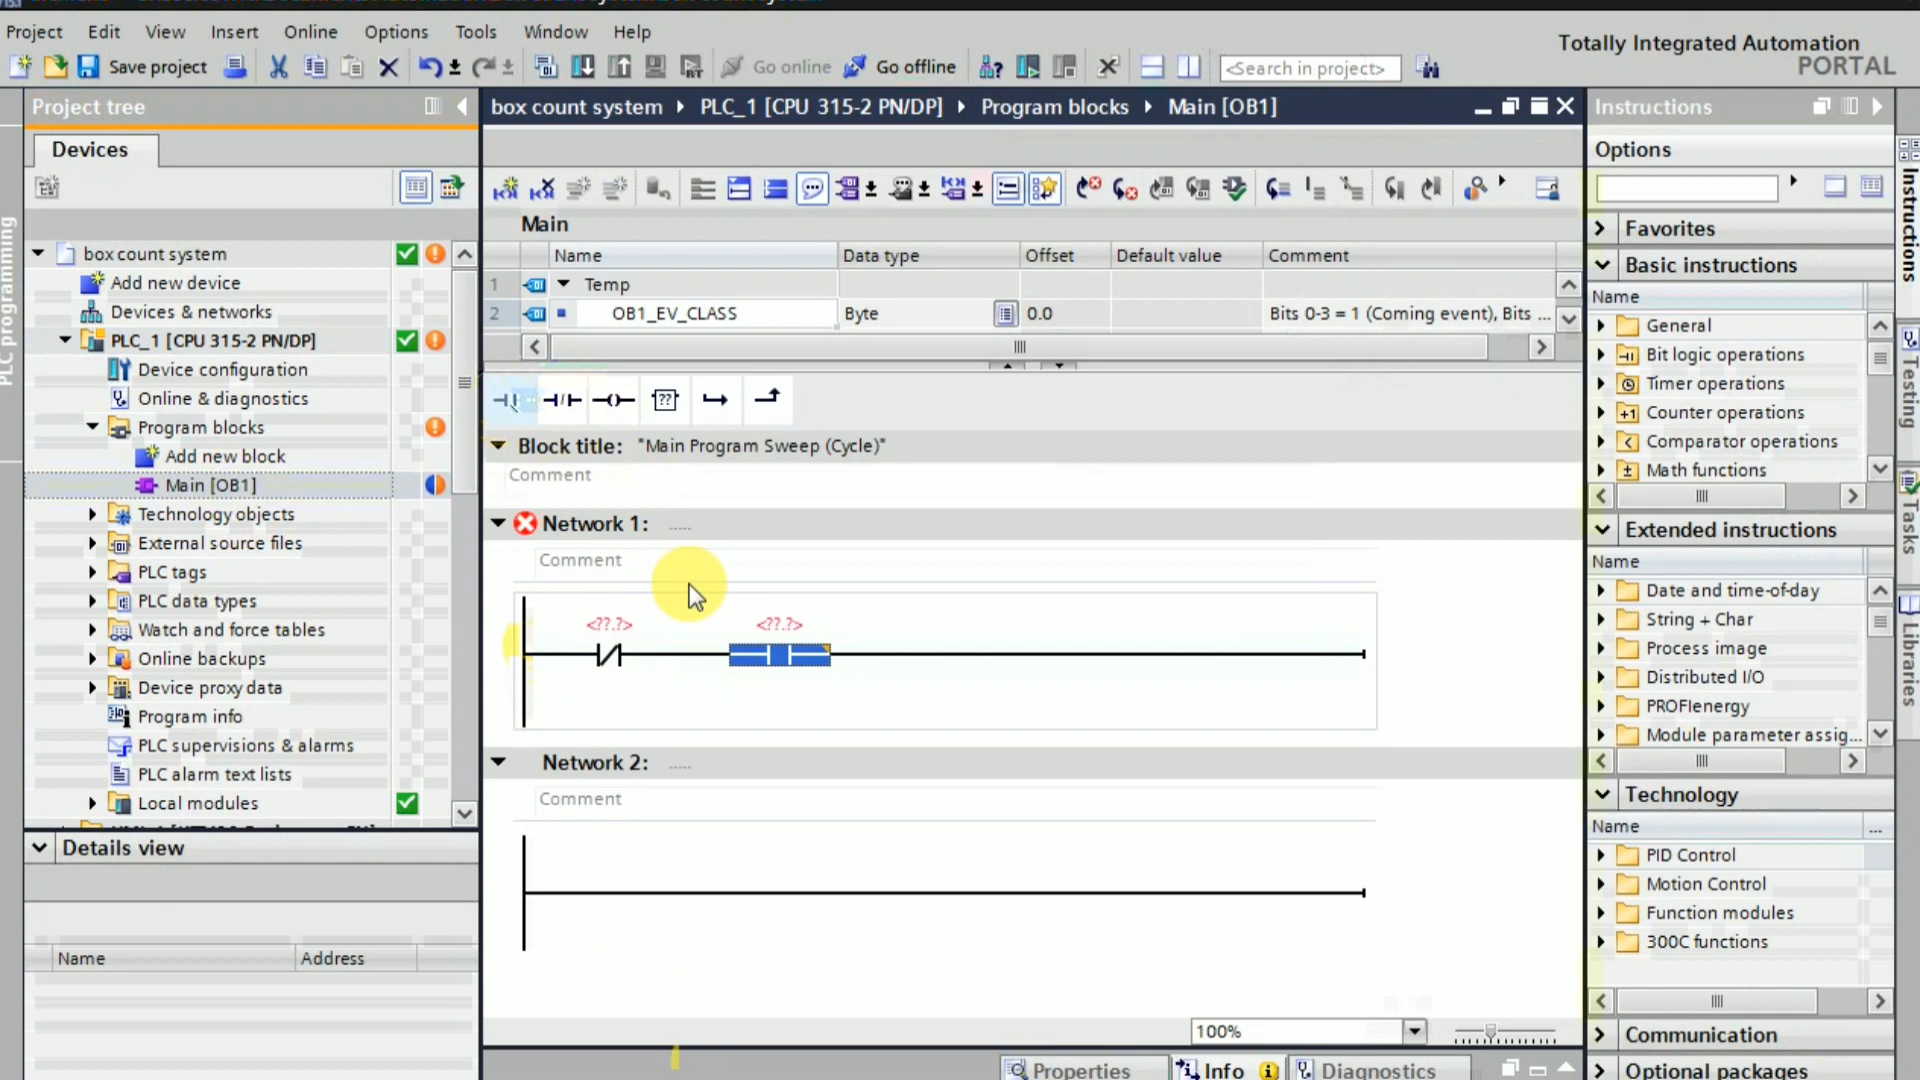 Project Edit View Insert Online Options Tools Window Help
Totally Integrated Automation
PORTAL
Save project
Go online
Go offline
<Search in project>
Project tree
box count system ▸ PLC_1 [CPU 315-2 PN/DP] ▸ Program blocks ▸ Main [OB1]
Instructions
Devices
Options
PLC programming
box count system
Add new device
Devices & networks
PLC_1 [CPU 315-2 PN/DP]
Device configuration
Online & diagnostics
Program blocks
Add new block
Main [OB1]
Technology objects
External source files
PLC tags
PLC data types
Watch and force tables
Online backups
Device proxy data
Program info
PLC supervisions & alarms
PLC alarm text lists
Local modules
Details view
Name Address
Main
Name Data type Offset Default value Comment
1 Temp
2 OB1_EV_CLASS Byte 0.0 Bits 0-3 = 1 (Coming event), Bits ...
??
Block title: "Main Program Sweep (Cycle)"
Comment
Network 1: .....
Comment
<??.?> <??.?>
Network 2: .....
Comment
100%
Properties Info Diagnostics
Favorites
Basic instructions
Name
General
Bit logic operations
Timer operations
Counter operations
Comparator operations
Math functions
Extended instructions
Name
Date and time-of-day
String + Char
Process image
Distributed I/O
PROFIenergy
Module parameter assig...
Technology
Name ...
PID Control
Motion Control
Function modules
300C functions
Communication
Optional packages
Instructions
Testing
Tasks
Libraries